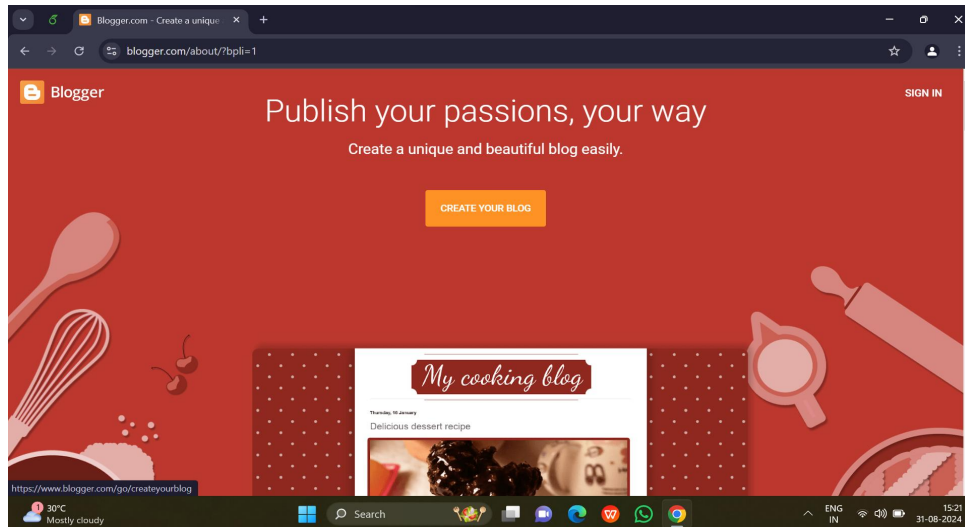 Blogger.com - Create a unique
blogger.com/about/?bpli=1
Blogger
SIGN IN
Publish your passions, your way
Create a unique and beautiful blog easily.
CREATE YOUR BLOG
My cooking blog
Thursday, 16 January
Delicious dessert recipe
https://www.blogger.com/go/createyourblog
1
30°C
Mostly cloudy
Search
ENG
IN
15:21
31-08-2024